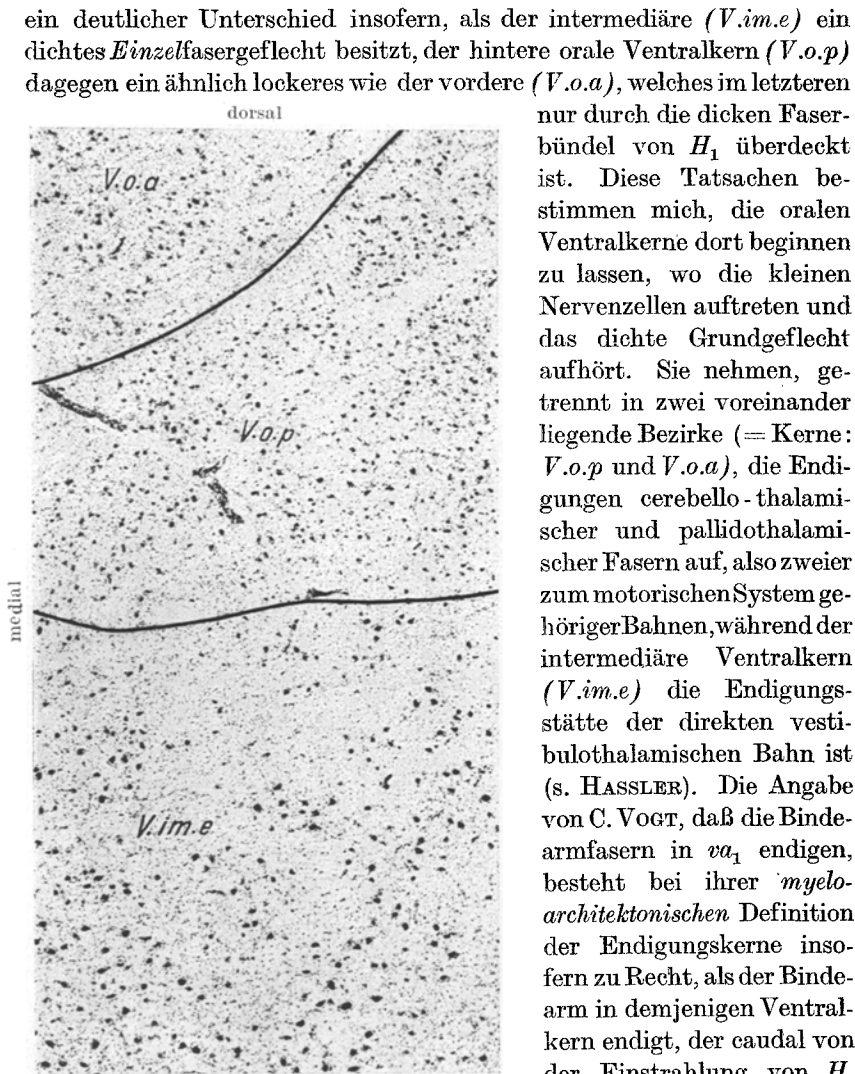 ein deutlicher Unterschied insofern, als der intermediäre (V.im.e) ein
dichtes Einzelfasergeflecht besitzt, der hintere orale Ventralkern (V.o.p)
dagegen ein ähnlich lockeres wie der vordere (V.o.a), welches im letzteren
nur durch die dicken Faser-
bündel von H₁ überdeckt
ist. Diese Tatsachen be-
stimmen mich, die oralen
Ventralkerne dort beginnen
zu lassen, wo die kleinen
Nervenzellen auftreten und
das dichte Grundgeflecht
aufhört. Sie nehmen, ge-
trennt in zwei voreinander
liegende Bezirke (= Kerne:
V.o.p und V.o.a), die Endi-
gungen cerebello-thalami-
scher und pallidothalami-
scher Fasern auf, also zweier
zum motorischen System ge-
höriger Bahnen, während der
intermediäre Ventralkern
(V.im.e) die Endigungs-
stätte der direkten vesti-
bulothalamischen Bahn ist
(s. HASSLER). Die Angabe
von C. VOGT, daß die Binde-
armfasern in va₁ endigen,
besteht bei ihrer myelo-
architektonischen Definition
der Endigungskerne inso-
fern zu Recht, als der Binde-
arm in demjenigen Ventral-
kern endigt, der caudal von
der Einstrahlung von H
dorsal
medial
V.o.a
V.o.p
V.im.e